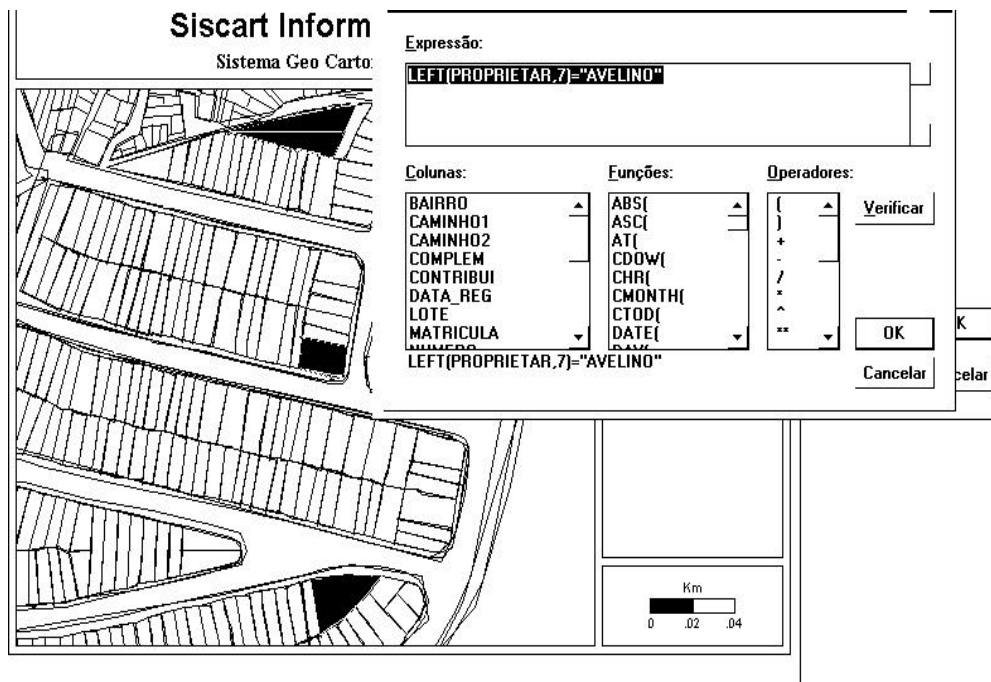 Siscart Inform
Sistema Geo Carto
Expressão:
LEFT(PROPRIETAR,7)="AVELINO"
Colunas:
BAIRRO
CAMINHO1
CAMINHO2
COMPLEM
CONTRIBUI
DATA_REG
LOTE
MATRICULA
NUMERO
Funções:
ABS(
ASC(
AT(
CDOW(
CHR(
CMONTH(
CTOD(
DATE(
DAY(
Operadores:
(
)
+
-
/
*
^
**
Verificar
OK
Cancelar
LEFT(PROPRIETAR,7)="AVELINO"
K
celar
Km
0 .02 .04